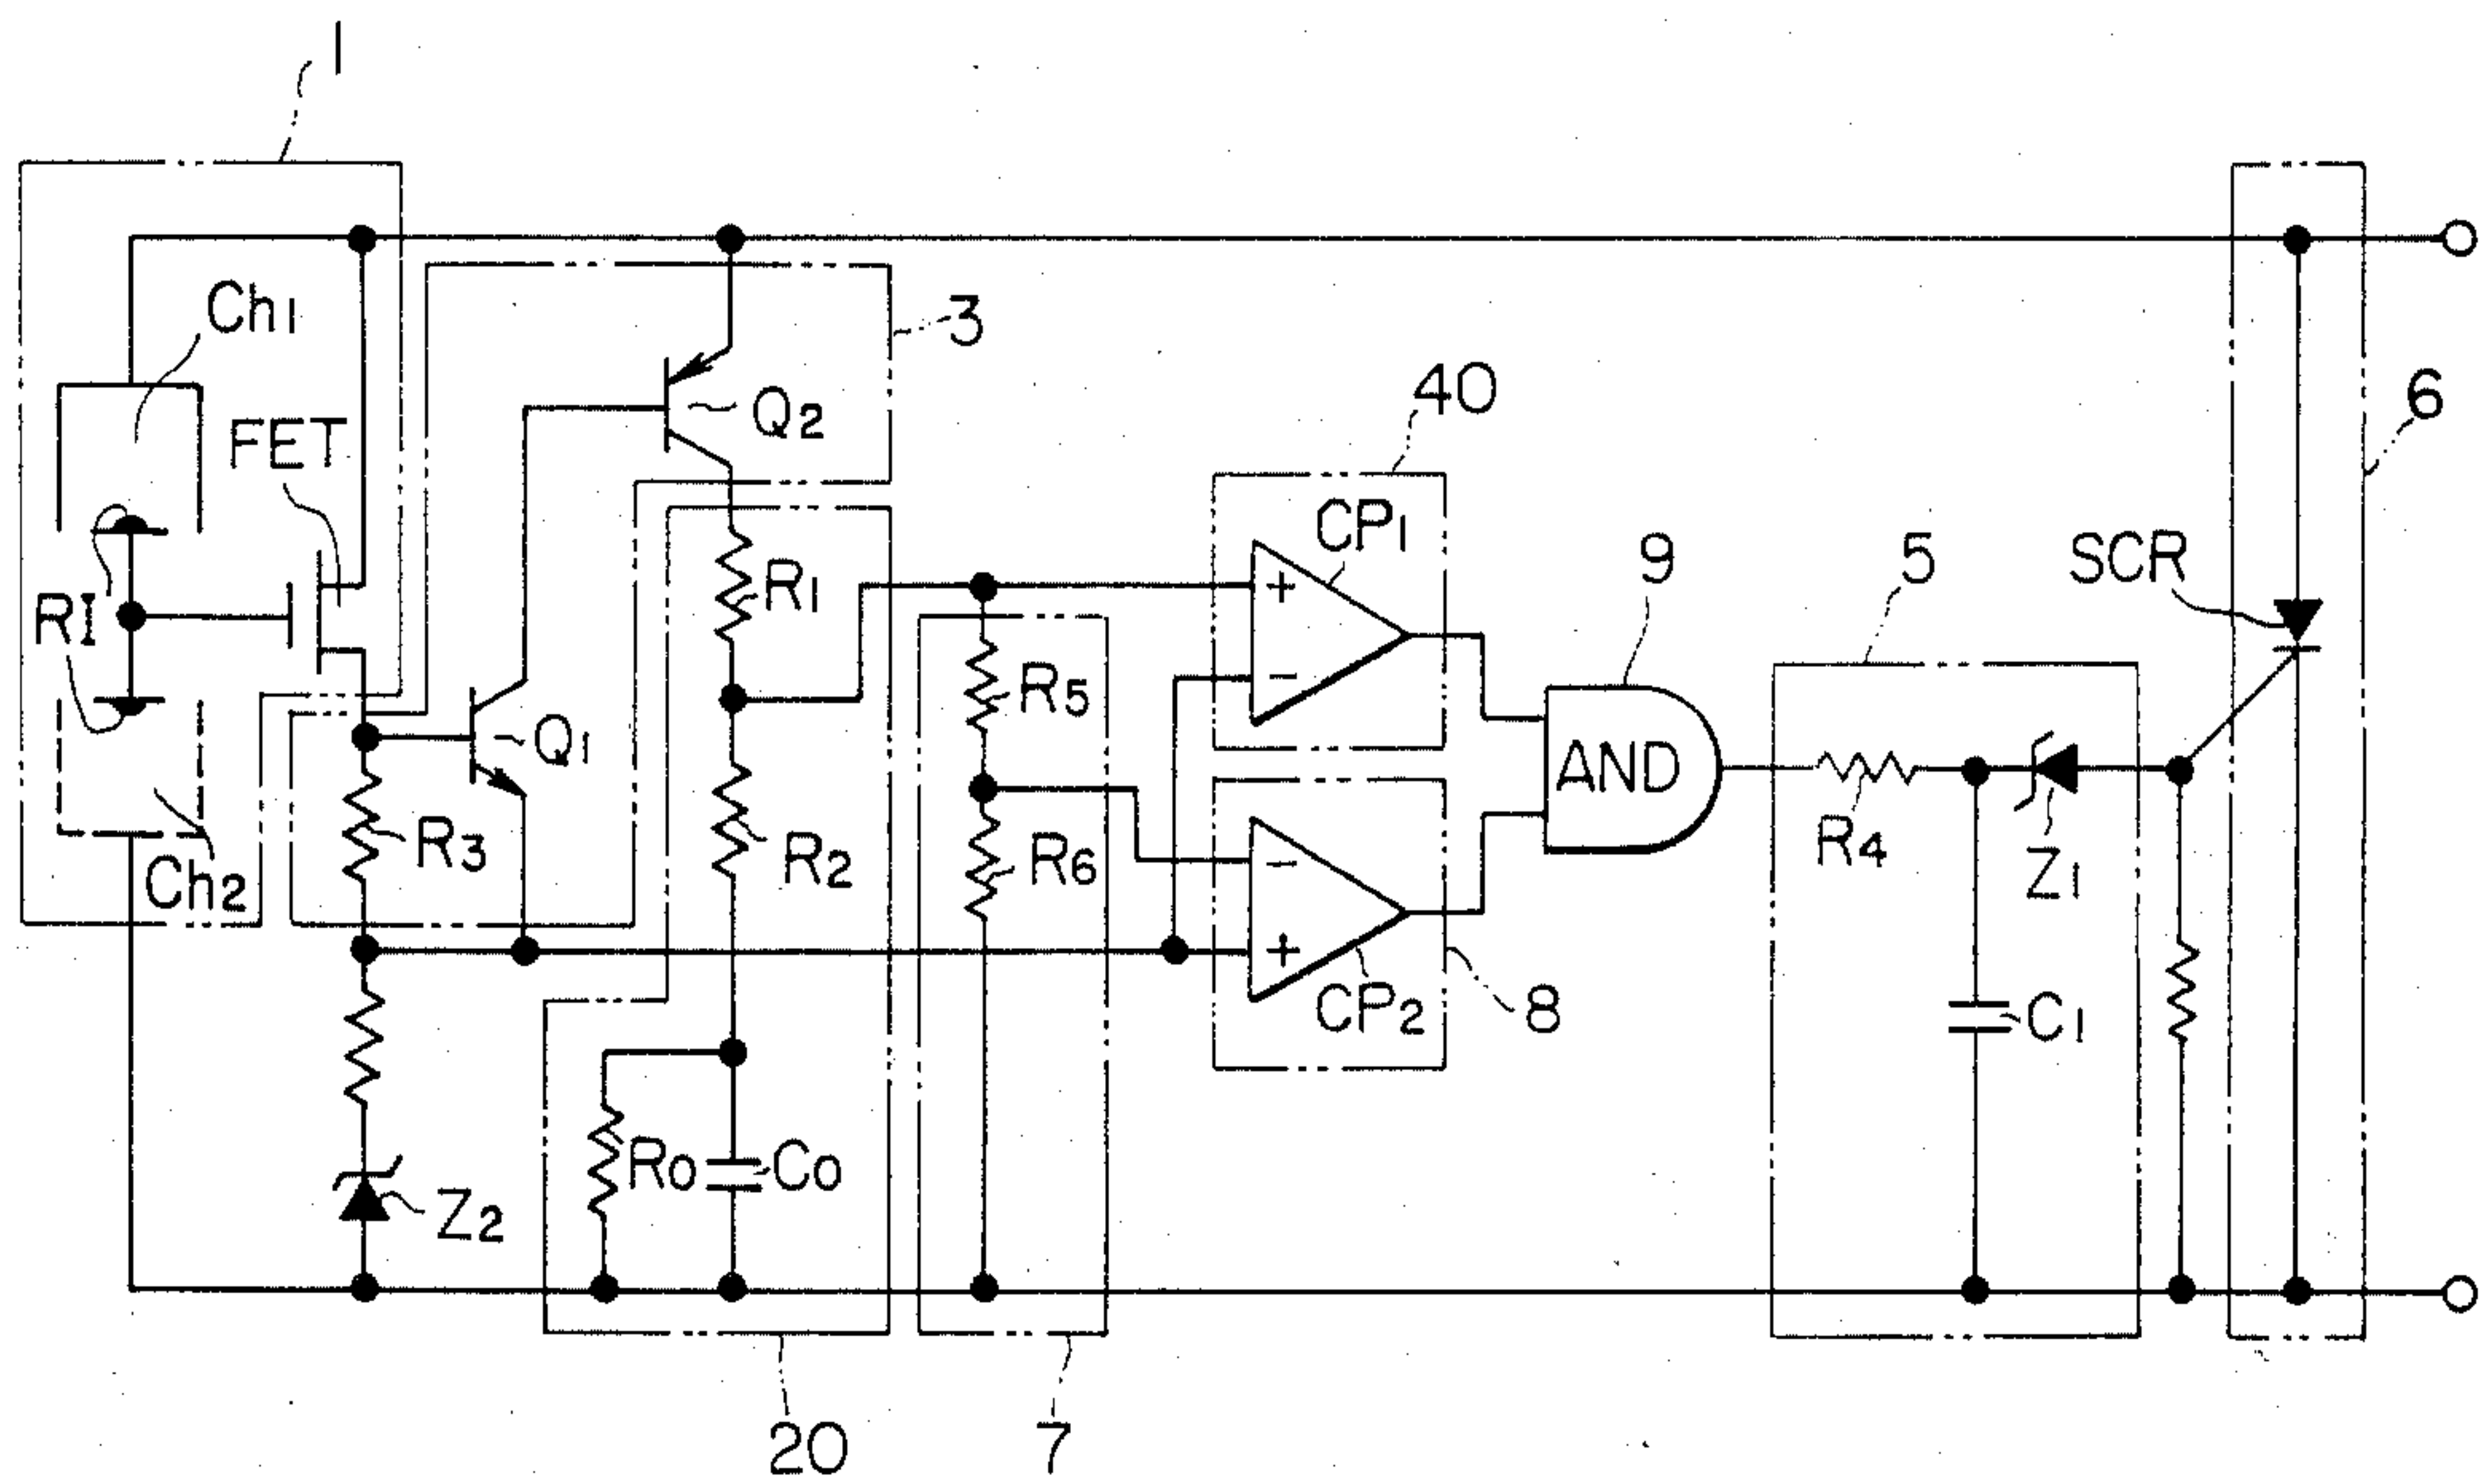 1
Ch1
3
FET
Q2
40
6
CP1
R1
9
5
SCR
RI
R5
Q1
AND
R3
R2
R6
R4
Z1
Ch2
CP2
8
C1
Ro
Co
Z2
20
7
+
−
−
+